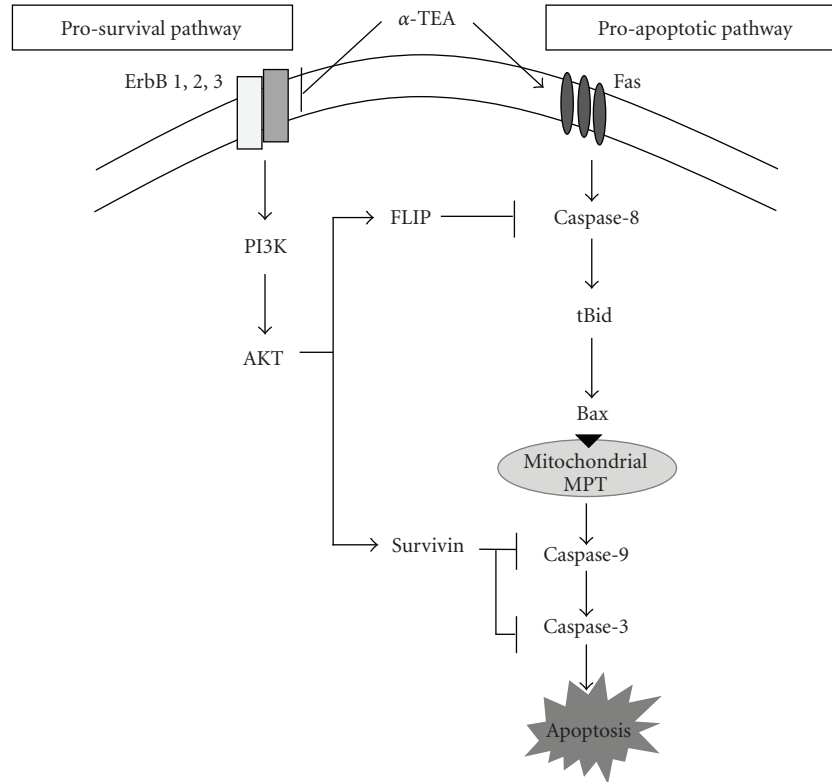 Pro-survival pathway
α-TEA
Pro-apoptotic pathway
ErbB 1, 2, 3
Fas
FLIP
Caspase-8
PI3K
tBid
AKT
Bax
Mitochondrial
MPT
Survivin
Caspase-9
Caspase-3
Apoptosis